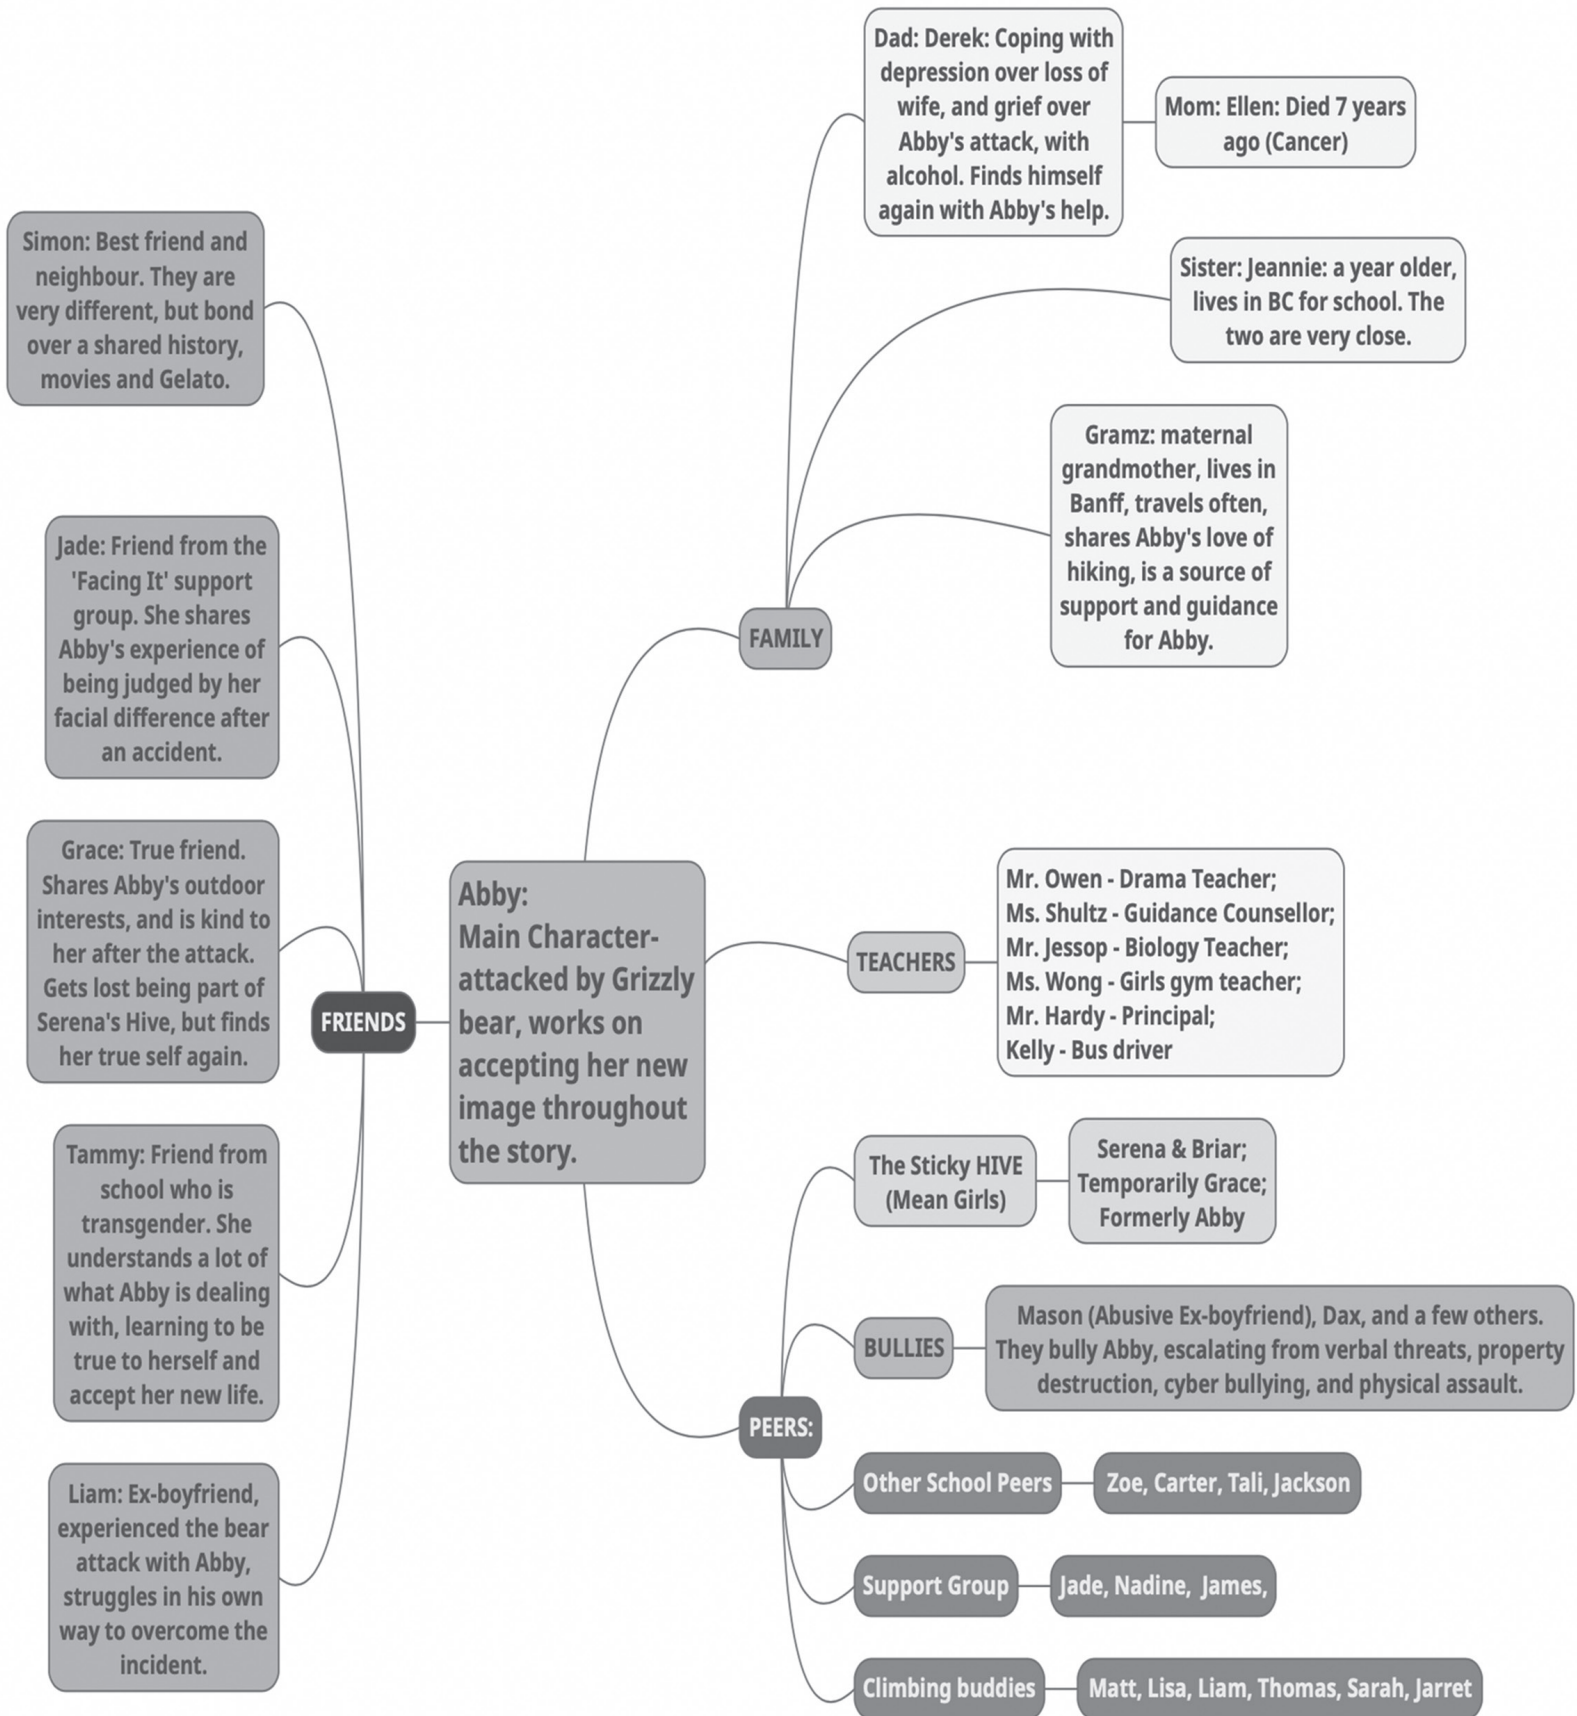 Dad: Derek: Coping with
depression over loss of
wife, and grief over
Abby's attack, with
alcohol. Finds himself
again with Abby's help.
Mom: Ellen: Died 7 years
ago (Cancer)
Sister: Jeannie: a year older,
lives in BC for school. The
two are very close.
Gramz: maternal
grandmother, lives in
Banff, travels often,
shares Abby's love of
hiking, is a source of
support and guidance
for Abby.
FAMILY
Simon: Best friend and
neighbour. They are
very different, but bond
over a shared history,
movies and Gelato.
Jade: Friend from the
'Facing It' support
group. She shares
Abby's experience of
being judged by her
facial difference after
an accident.
Grace: True friend.
Shares Abby's outdoor
interests, and is kind to
her after the attack.
Gets lost being part of
Serena's Hive, but finds
her true self again.
FRIENDS
Tammy: Friend from
school who is
transgender. She
understands a lot of
what Abby is dealing
with, learning to be
true to herself and
accept her new life.
Liam: Ex-boyfriend,
experienced the bear
attack with Abby,
struggles in his own
way to overcome the
incident.
Abby:
Main Character-
attacked by Grizzly
bear, works on
accepting her new
image throughout
the story.
TEACHERS
Mr. Owen - Drama Teacher;
Ms. Shultz - Guidance Counsellor;
Mr. Jessop - Biology Teacher;
Ms. Wong - Girls gym teacher;
Mr. Hardy - Principal;
Kelly - Bus driver
PEERS:
The Sticky HIVE
(Mean Girls)
Serena & Briar;
Temporarily Grace;
Formerly Abby
BULLIES
Mason (Abusive Ex-boyfriend), Dax, and a few others.
They bully Abby, escalating from verbal threats, property
destruction, cyber bullying, and physical assault.
Other School Peers
Zoe, Carter, Tali, Jackson
Support Group
Jade, Nadine, James,
Climbing buddies
Matt, Lisa, Liam, Thomas, Sarah, Jarret